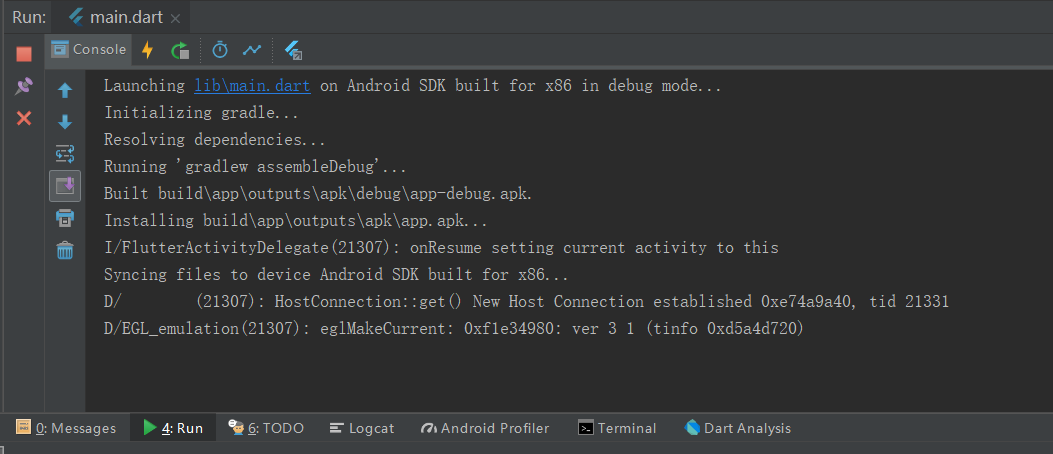 Run: main.dart
Console
Launching lib\main.dart on Android SDK built for x86 in debug mode...
Initializing gradle...
Resolving dependencies...
Running 'gradlew assembleDebug'...
Built build\app\outputs\apk\debug\app-debug.apk.
Installing build\app\outputs\apk\app.apk...
I/FlutterActivityDelegate(21307): onResume setting current activity to this
Syncing files to device Android SDK built for x86...
D/        (21307): HostConnection::get() New Host Connection established 0xe74a9a40, tid 21331
D/EGL_emulation(21307): eglMakeCurrent: 0xf1e34980: ver 3 1 (tinfo 0xd5a4d720)
0: Messages 4: Run 6: TODO Logcat Android Profiler Terminal Dart Analysis